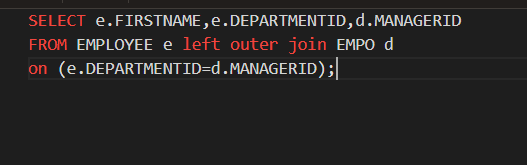 SELECT e.FIRSTNAME,e.DEPARTMENTID,d.MANAGERID
FROM EMPLOYEE e left outer join EMPO d
on (e.DEPARTMENTID=d.MANAGERID);